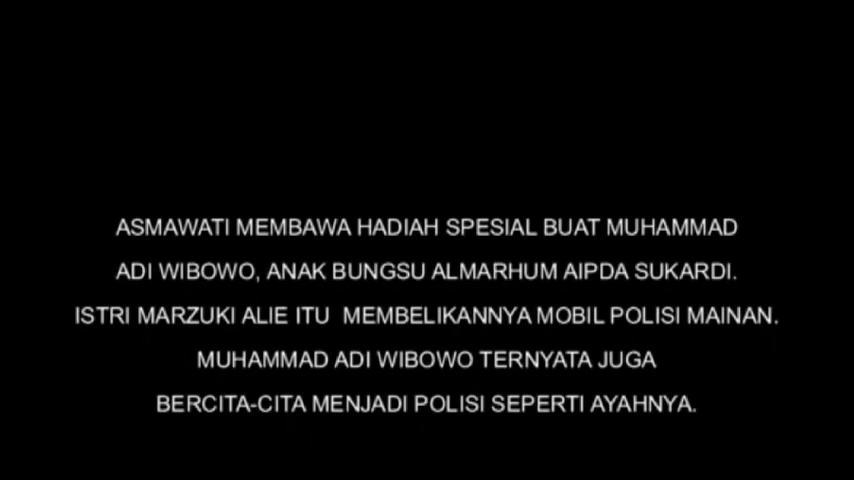 ASMAWATI MEMBAWA HADIAH SPESIAL BUAT MUHAMMAD
ADI WIBOWO, ANAK BUNGSU ALMARHUM AIPDA SUKARDI.
ISTRI MARZUKI ALIE ITU  MEMBELIKANNYA MOBIL POLISI MAINAN.
MUHAMMAD ADI WIBOWO TERNYATA JUGA
BERCITA-CITA MENJADI POLISI SEPERTI AYAHNYA.